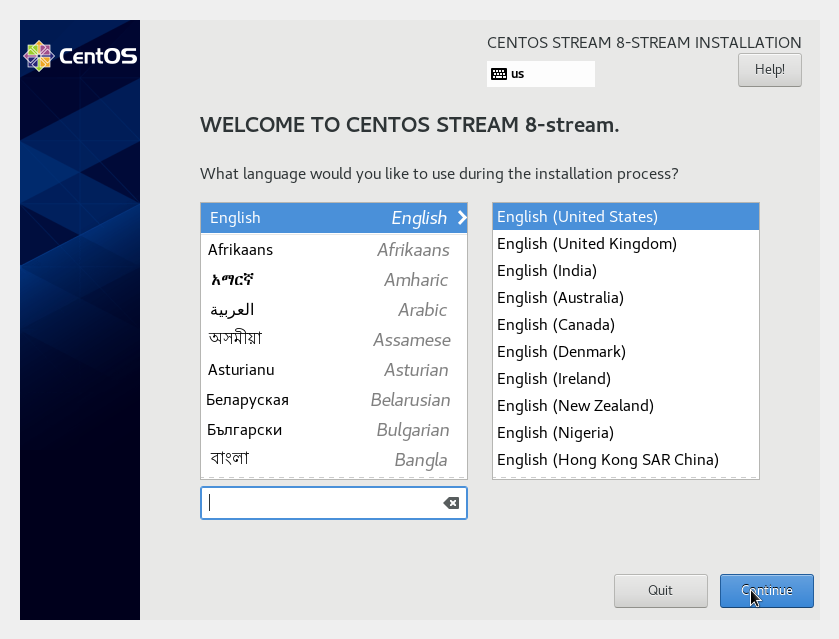 CentOS
CENTOS STREAM 8-STREAM INSTALLATION
us
Help!
WELCOME TO CENTOS STREAM 8-stream.
What language would you like to use during the installation process?
English English
Afrikaans Afrikaans
አማርኛ Amharic
العربية Arabic
অসমীয়া Assamese
Asturianu Asturian
Беларуская Belarusian
Български Bulgarian
বাংলা Bangla
English (United States)
English (United Kingdom)
English (India)
English (Australia)
English (Canada)
English (Denmark)
English (Ireland)
English (New Zealand)
English (Nigeria)
English (Hong Kong SAR China)
Quit
Continue